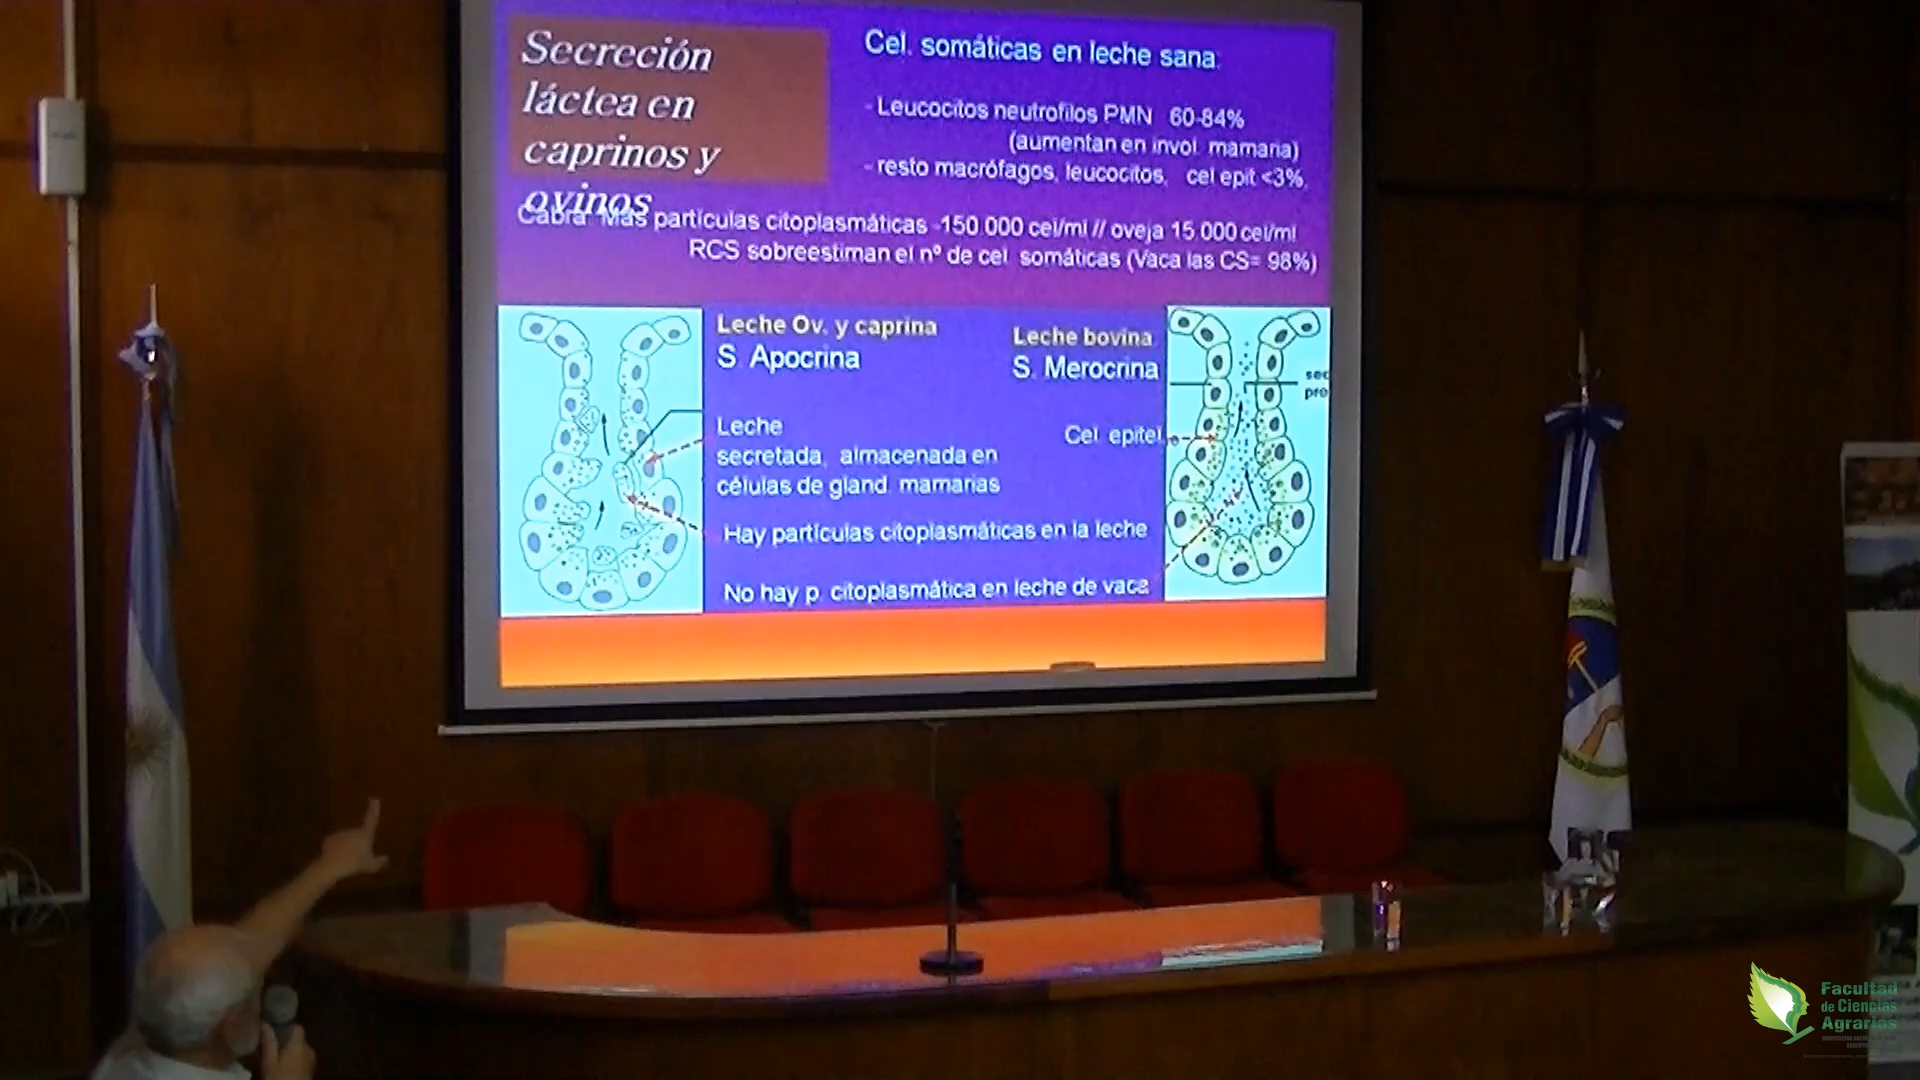 Secreción
láctea en
caprinos y
ovinos
Cel. somáticas en leche sana:
- Leucocitos neutrofilos PMN 60-84%
(aumentan en invol. mamaria)
- resto macrófagos, leucocitos, cel epit <3%.
Cabra: Más partículas citoplasmáticas -150.000 cel/ml // oveja 15.000 cel/ml
RCS sobreestiman el nº de cel somáticas (Vaca las CS= 98%)
Leche Ov. y caprina
S. Apocrina
Leche bovina
S. Merocrina
sec
pro
Leche
secretada, almacenada en
células de gland. mamarias
Cel. epitel.
Hay partículas citoplasmáticas en la leche
No hay p. citoplasmática en leche de vaca
Facultad
de Ciencias
Agrarias